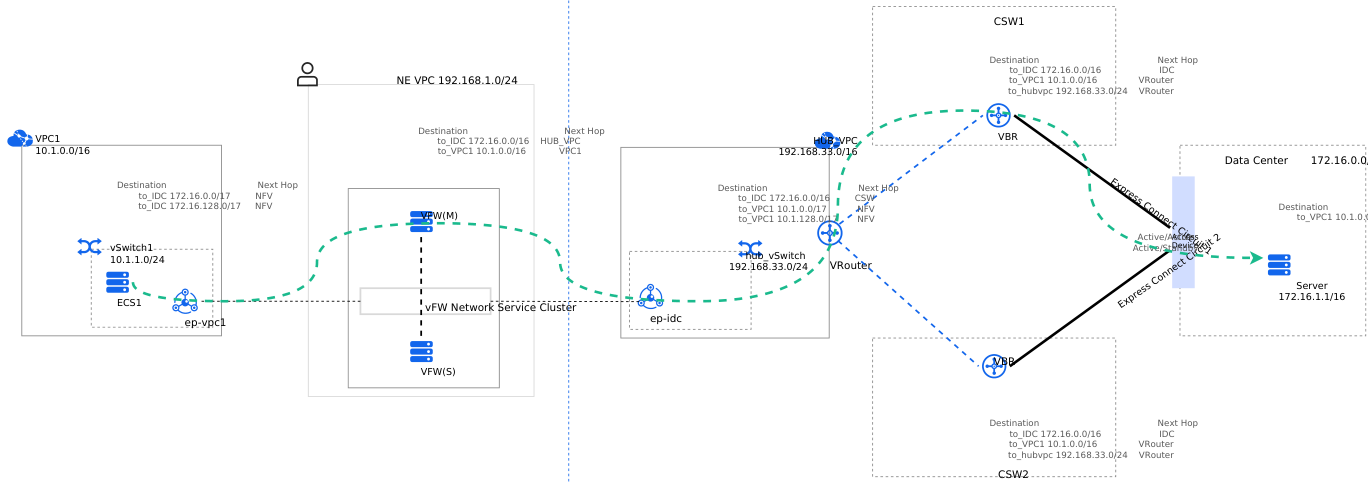 VPC1
10.1.0.0/16
Destination Next Hop
to_IDC 172.16.0.0/17 NFV
to_IDC 172.16.128.0/17 NFV
vSwitch1
10.1.1.0/24
ECS1
ep-vpc1
NE VPC 192.168.1.0/24
Destination Next Hop
to_IDC 172.16.0.0/16 HUB_VPC
to_VPC1 10.1.0.0/16 VPC1
VFW(M)
vFW Network Service Cluster
VFW(S)
HUB_VPC
192.168.33.0/16
Destination Next Hop
to_IDC 172.16.0.0/16 CSW
to_VPC1 10.1.0.0/17 NFV
to_VPC1 10.1.128.0/17 NFV
hub_vSwitch
192.168.33.0/24
ep-idc
VRouter
CSW1
Destination Next Hop
to_IDC 172.16.0.0/16 IDC
to_VPC1 10.1.0.0/16 VRouter
to_hubvpc 192.168.33.0/24 VRouter
VBR
VBR
Destination Next Hop
to_IDC 172.16.0.0/16 IDC
to_VPC1 10.1.0.0/16 VRouter
to_hubvpc 192.168.33.0/24 VRouter
CSW2
Express Connect Circuit
Express Connect Circuit 2
Access
Active/Standby
Data Center 172.16.0.0/
Destination
to_VPC1 10.1.0.0
Server
172.16.1.1/16